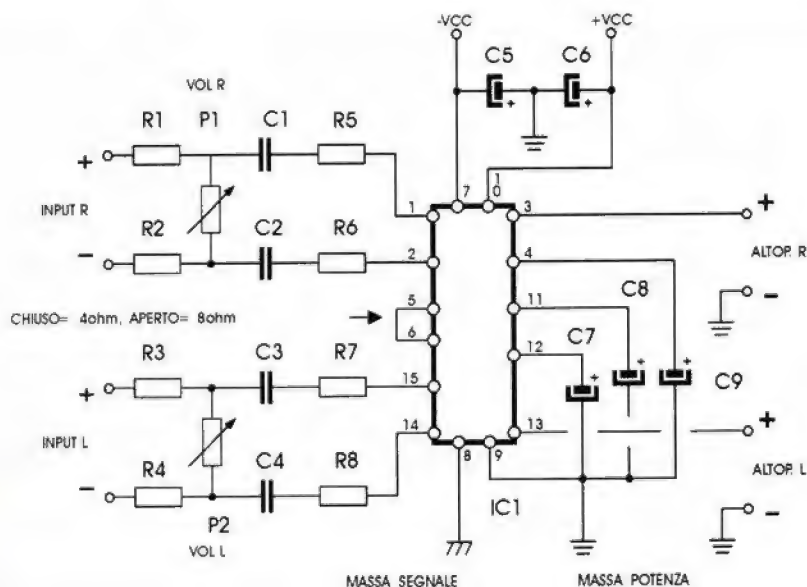 -VCC
+VCC
C5
C6
+
+
VOL R
R1
P1
C1
R5
+
INPUT R
–
R2
C2
R6
7
1
0
1
3
+
2
4
ALTOP. R
–
CHIUSO= 4ohm, APERTO= 8ohm
5
6
11
12
C8
C7
+
+
+
C9
R3
C3
R7
15
+
INPUT L
–
R4
C4
R8
14
13
+
8
9
ALTOP. L
–
IC1
P2
VOL L
MASSA SEGNALE
MASSA POTENZA